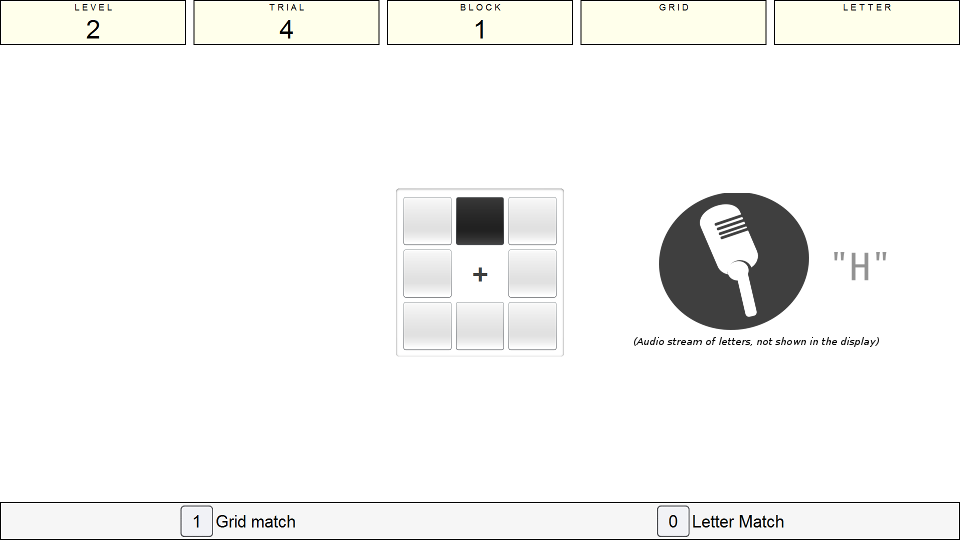 LEVEL
2
TRIAL
4
BLOCK
1
GRID
LETTER
+
"H"
(Audio stream of letters, not shown in the display)
1 Grid match
0 Letter Match